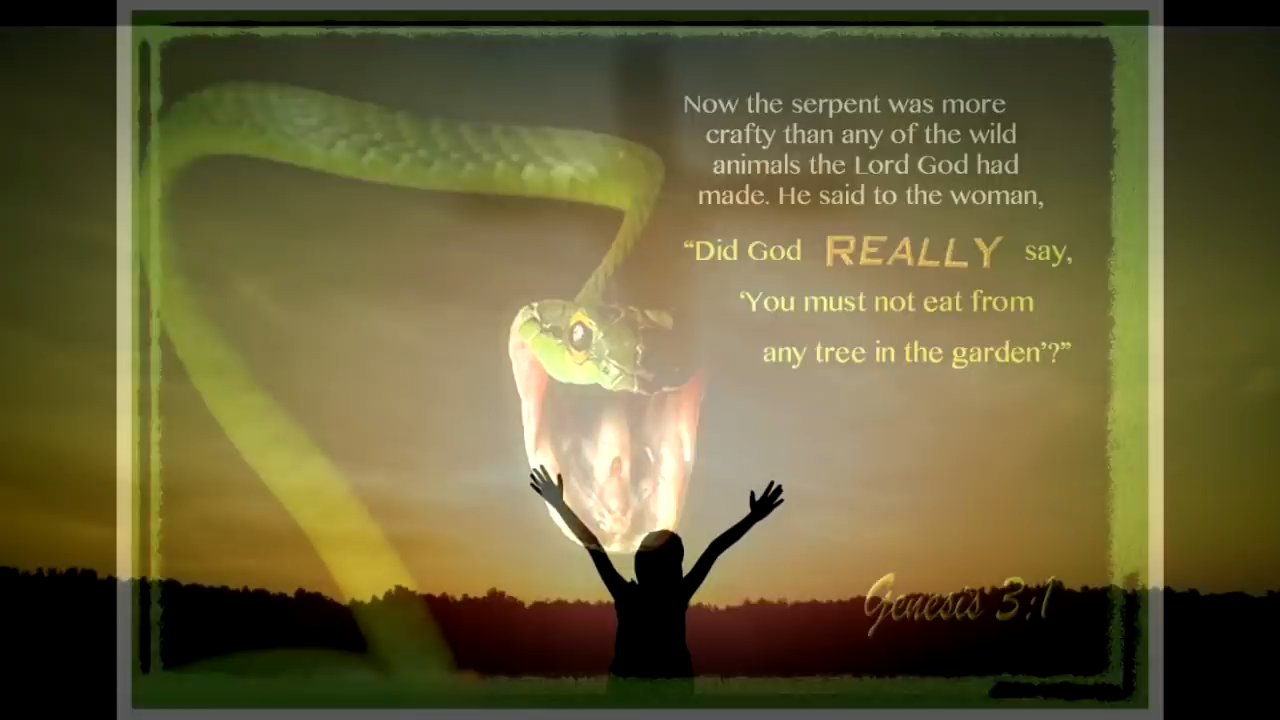 Now the serpent was more
crafty than any of the wild
animals the Lord God had
made. He said to the woman,
“Did God REALLY say,
‘You must not eat from
any tree in the garden’?”
Genesis 3:1